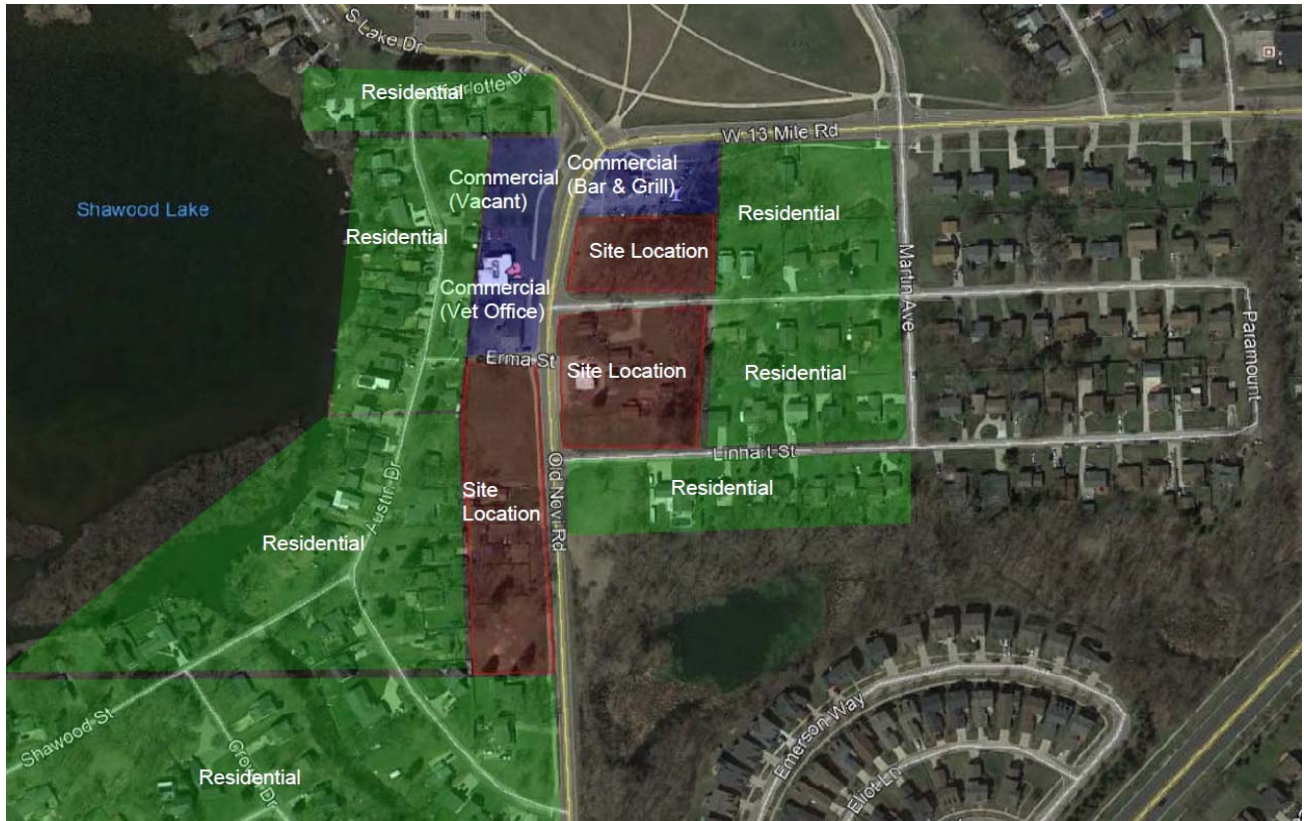 S Lake Dr
Charlotte Dr
Residential
W 13 Mile Rd
Commercial
(Vacant)
Commercial
(Bar & Grill)
Shawood Lake
Residential
Residential
Site Location
Martin Ave
Commercial
(Vet Office)
Erma St
Site Location
Residential
Paramount
Linhart St
Old Novi Rd
Austin Dr
Site
Location
Residential
Residential
Shawood St
Crown Dr
Residential
Emerson Way
Eliot Ln